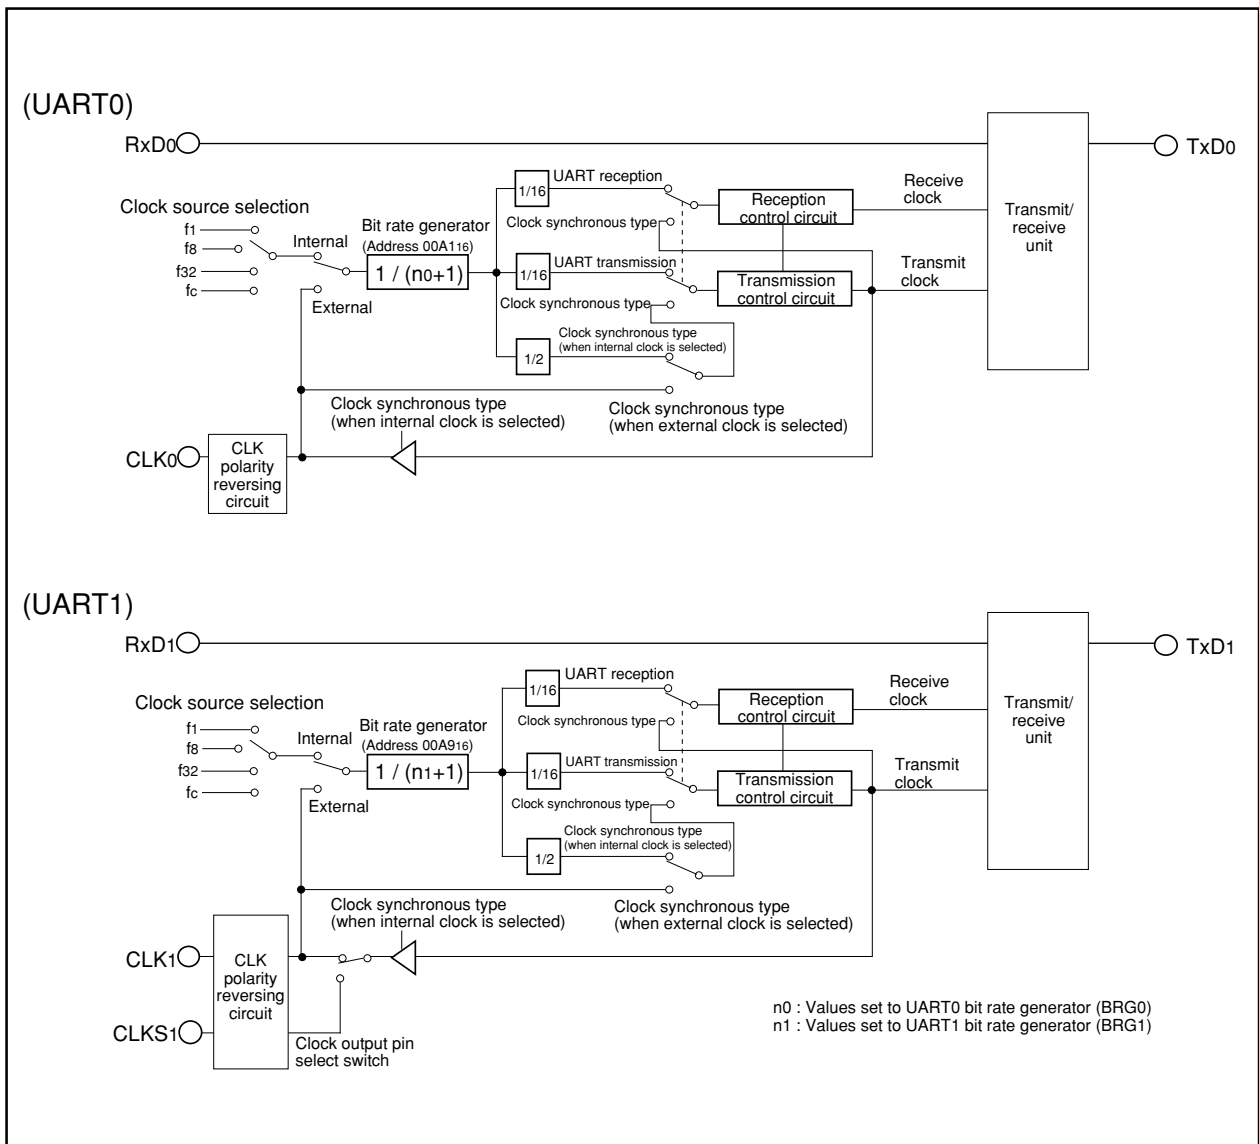 (UART0)
RxD0
TxD0
1/16
UART reception
Clock source selection
f1
f8
f32
fc
Internal
External
Bit rate generator
(Address 00A116)
1 / (n0+1)
Clock synchronous type
1/16
UART transmission
Clock synchronous type
1/2
Clock synchronous type
(when internal clock is selected)
Reception
control circuit
Transmission
control circuit
Receive
clock
Transmit
clock
Transmit/
receive
unit
Clock synchronous type
(when internal clock is selected)
Clock synchronous type
(when external clock is selected)
CLK0
CLK
polarity
reversing
circuit
(UART1)
RxD1
TxD1
1/16
UART reception
Clock source selection
f1
f8
f32
fc
Internal
External
Bit rate generator
(Address 00A916)
1 / (n1+1)
Clock synchronous type
1/16
UART transmission
Clock synchronous type
1/2
Clock synchronous type
(when internal clock is selected)
Reception
control circuit
Transmission
control circuit
Receive
clock
Transmit
clock
Transmit/
receive
unit
Clock synchronous type
(when internal clock is selected)
Clock synchronous type
(when external clock is selected)
CLK1
CLKS1
CLK
polarity
reversing
circuit
Clock output pin
select switch
n0 : Values set to UART0 bit rate generator (BRG0)
n1 : Values set to UART1 bit rate generator (BRG1)